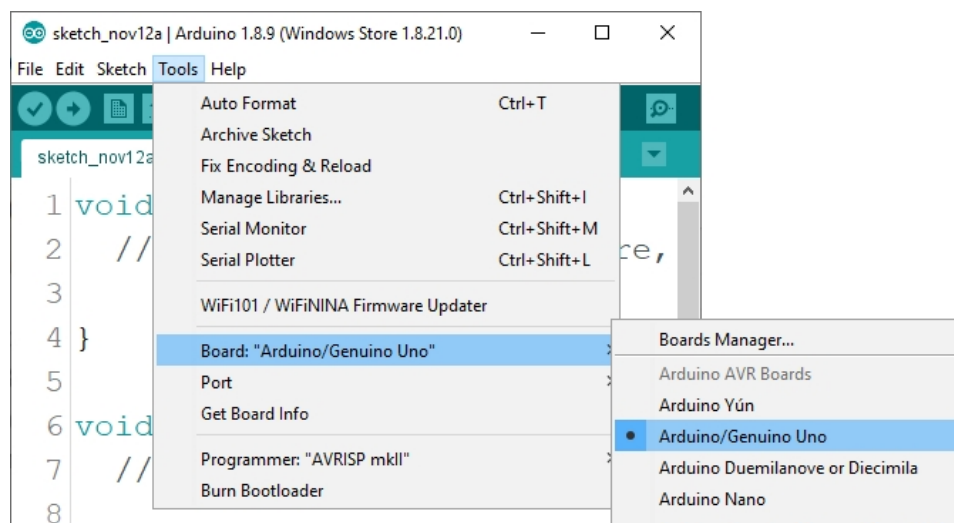 sketch_nov12a | Arduino 1.8.9 (Windows Store 1.8.21.0)
File Edit Sketch Tools Help
sketch_nov12a
Auto Format Ctrl+T
Archive Sketch
Fix Encoding & Reload
Manage Libraries... Ctrl+Shift+I
Serial Monitor Ctrl+Shift+M
Serial Plotter Ctrl+Shift+L
WiFi101 / WiFiNINA Firmware Updater
Board: "Arduino/Genuino Uno"
Port
Get Board Info
Programmer: "AVRISP mkII"
Burn Bootloader
1 void
2 // re,
3
4 }
5
6 void
7 //
8
Boards Manager...
Arduino AVR Boards
Arduino Yún
Arduino/Genuino Uno
Arduino Duemilanove or Diecimila
Arduino Nano